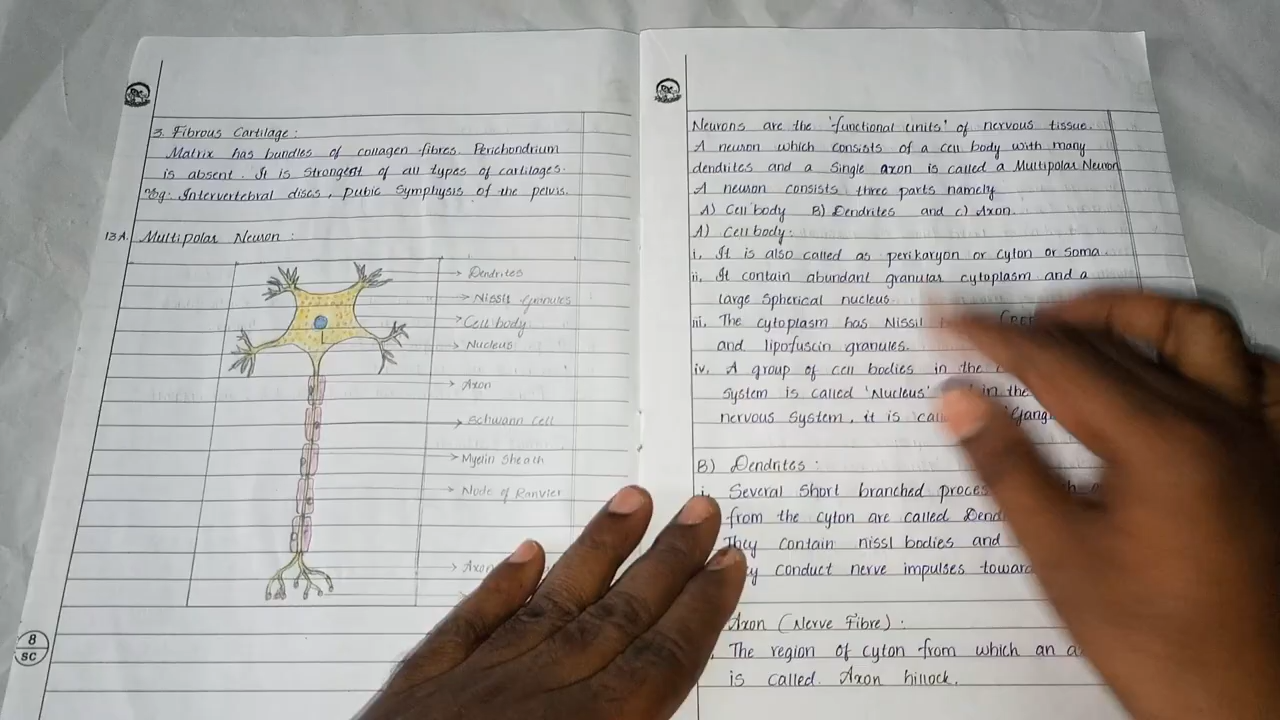 3. Fibrous Cartilage:
Matrix has bundles of collagen fibres. Perichondrium
is absent. It is strongent of all types of cartilages.
Eg: Intervertebral discs, pubic symphysis of the pelvis.
13A. Multipolar Neuron:
Dendrites
Nissls Granules
Cell body
Nucleus
Axon
Schwann Cell
Myelin Sheath
Node of Ranvier
Axon
8
SC
Neurons are the 'functional units' of nervous tissue.
A neuron which consists of a cell body with many
dendrites and a single axon is called a Multipolar Neuron
A neuron consists three parts namely
A) Cell body B) Dendrites and c) Axon.
A) Cell body:
i. It is also called as perikaryon or cyton or soma.
ii. It contain abundant granular cytoplasm and a
large spherical nucleus.
iii. The cytoplasm has Nissil
and lipofuscin granules.
iv. A group of cell bodies in the
system is called 'Nucleus' in the
nervous system, it is
B) Dendrites:
i. Several short branched
from the cyton are called
They contain nissl bodies and
conduct nerve impulses
Axon (Nerve Fibre):
The region of cyton from which an
is called Axon hillock.